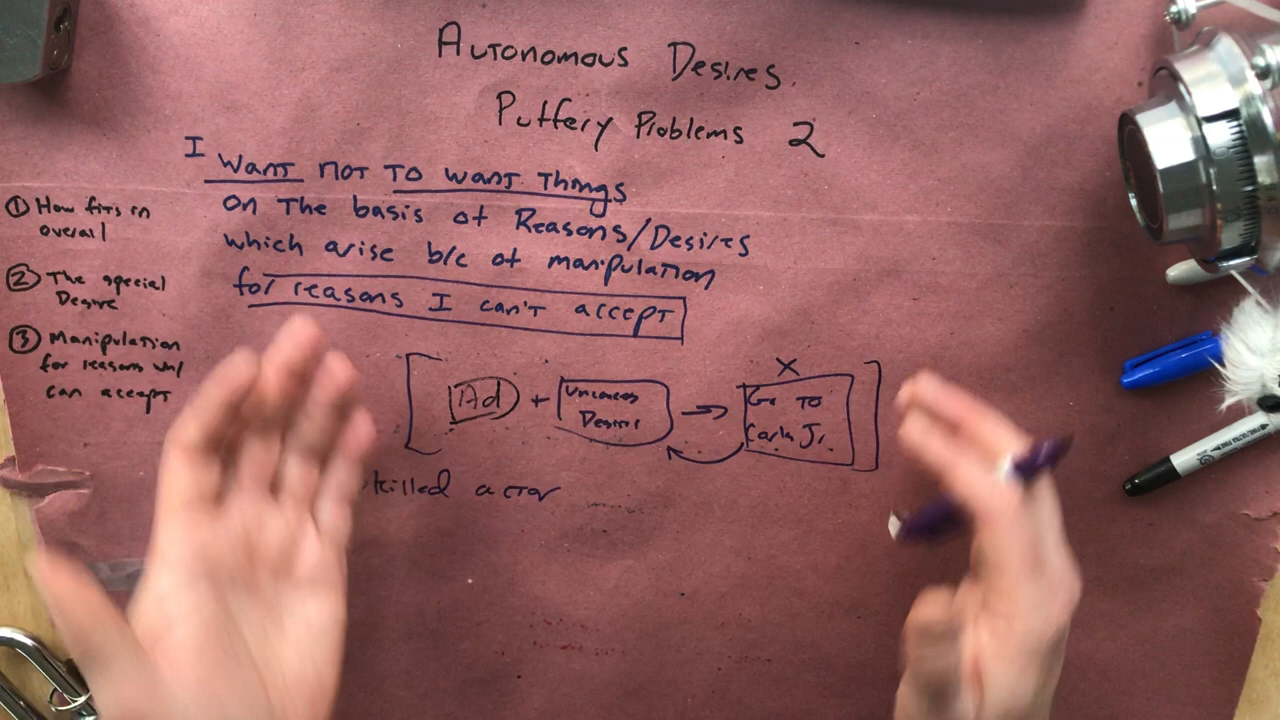 Autonomous Desires.
Puffery Problems 2
I want not to want things
on the basis of Reasons/Desires
which arise b/c of manipulation
for reasons I can't accept
① How fits in
overall
② The special
Desire
③ Manipulation
for reasons w/
can accept
[ Ad + Desire → X Go to
Carls Jr. ]
killed actor